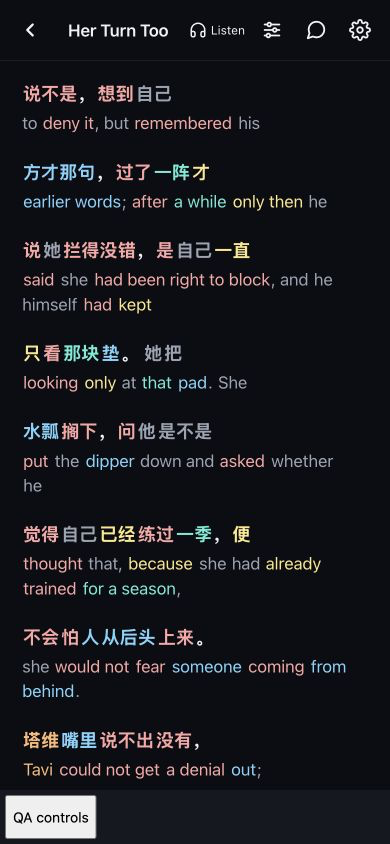 Her Turn Too
Listen
说不是，想到自己
to deny it, but remembered his
方才那句，过了一阵才
earlier words; after a while only then he
说她拦得没错，是自己一直
said she had been right to block, and he
himself had kept
只看那块垫。她把
looking only at that pad. She
水瓢搁下，问他是不是
put the dipper down and asked whether
he
觉得自己已经练过一季，便
thought that, because she had already
trained for a season,
不会怕人从后头上来。
she would not fear someone coming from
behind.
塔维嘴里说不出没有，
Tavi could not get a denial out;
QA controls